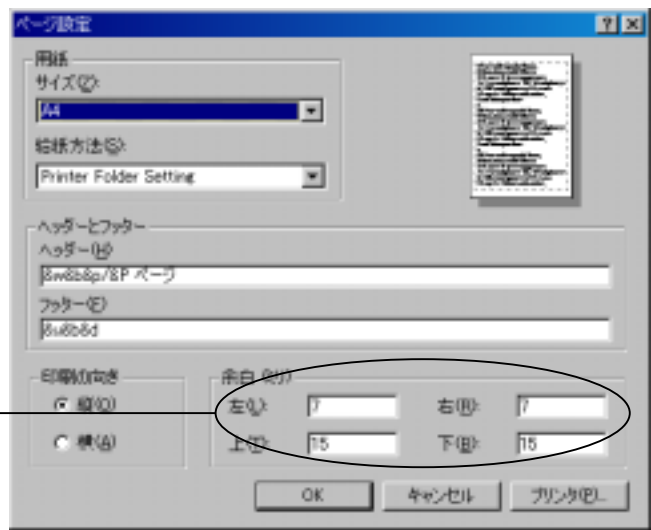 ページ設定
用紙
サイズ(Z):
A4
給紙方法(S):
Printer Folder Setting
ヘッダーとフッター
ヘッダー(H)
&w&b&p/&P ページ
フッター(F)
&u&b&d
印刷の向き
縦(O)
横(A)
余白 (ミリ)
左(L): 7 右(R): 7
上(T): 15 下(B): 15
OK キャンセル プリンタ(P)...